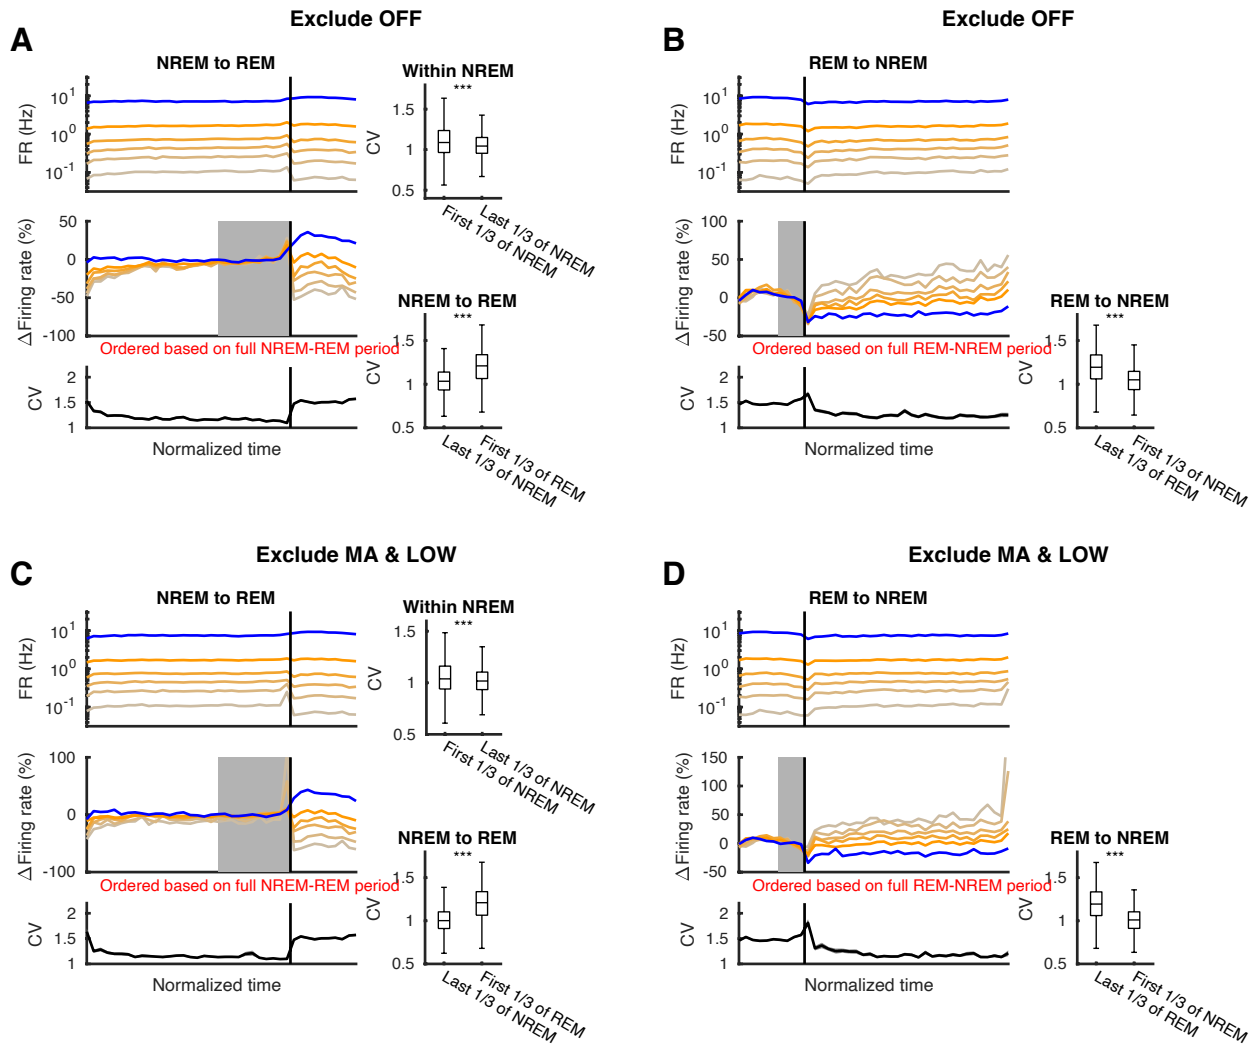 Exclude OFF
A
NREM to REM
FR (Hz)
10^1
10^0
10^-1
Within NREM
***
CV
1.5
1
0.5
First 1/3 of NREM
Last 1/3 of NREM
ΔFiring rate (%)
50
0
-50
-100
Ordered based on full NREM-REM period
CV
2
1.5
1
Normalized time
NREM to REM
***
CV
1.5
1
0.5
Last 1/3 of NREM
First 1/3 of REM
Exclude OFF
B
REM to NREM
FR (Hz)
10^1
10^0
10^-1
ΔFiring rate (%)
100
50
0
-50
Ordered based on full REM-NREM period
CV
2
1.5
1
Normalized time
REM to NREM
***
CV
1.5
1
0.5
Last 1/3 of REM
First 1/3 of NREM
Exclude MA & LOW
C
NREM to REM
FR (Hz)
10^1
10^0
10^-1
Within NREM
***
CV
1.5
1
0.5
First 1/3 of NREM
Last 1/3 of NREM
ΔFiring rate (%)
100
0
-100
Ordered based on full NREM-REM period
CV
2
1.5
1
Normalized time
NREM to REM
***
CV
1.5
1
0.5
Last 1/3 of NREM
First 1/3 of REM
Exclude MA & LOW
D
REM to NREM
FR (Hz)
10^1
10^0
10^-1
ΔFiring rate (%)
150
100
50
0
-50
Ordered based on full REM-NREM period
CV
2
1.5
1
Normalized time
REM to NREM
***
CV
1.5
1
0.5
Last 1/3 of REM
First 1/3 of NREM